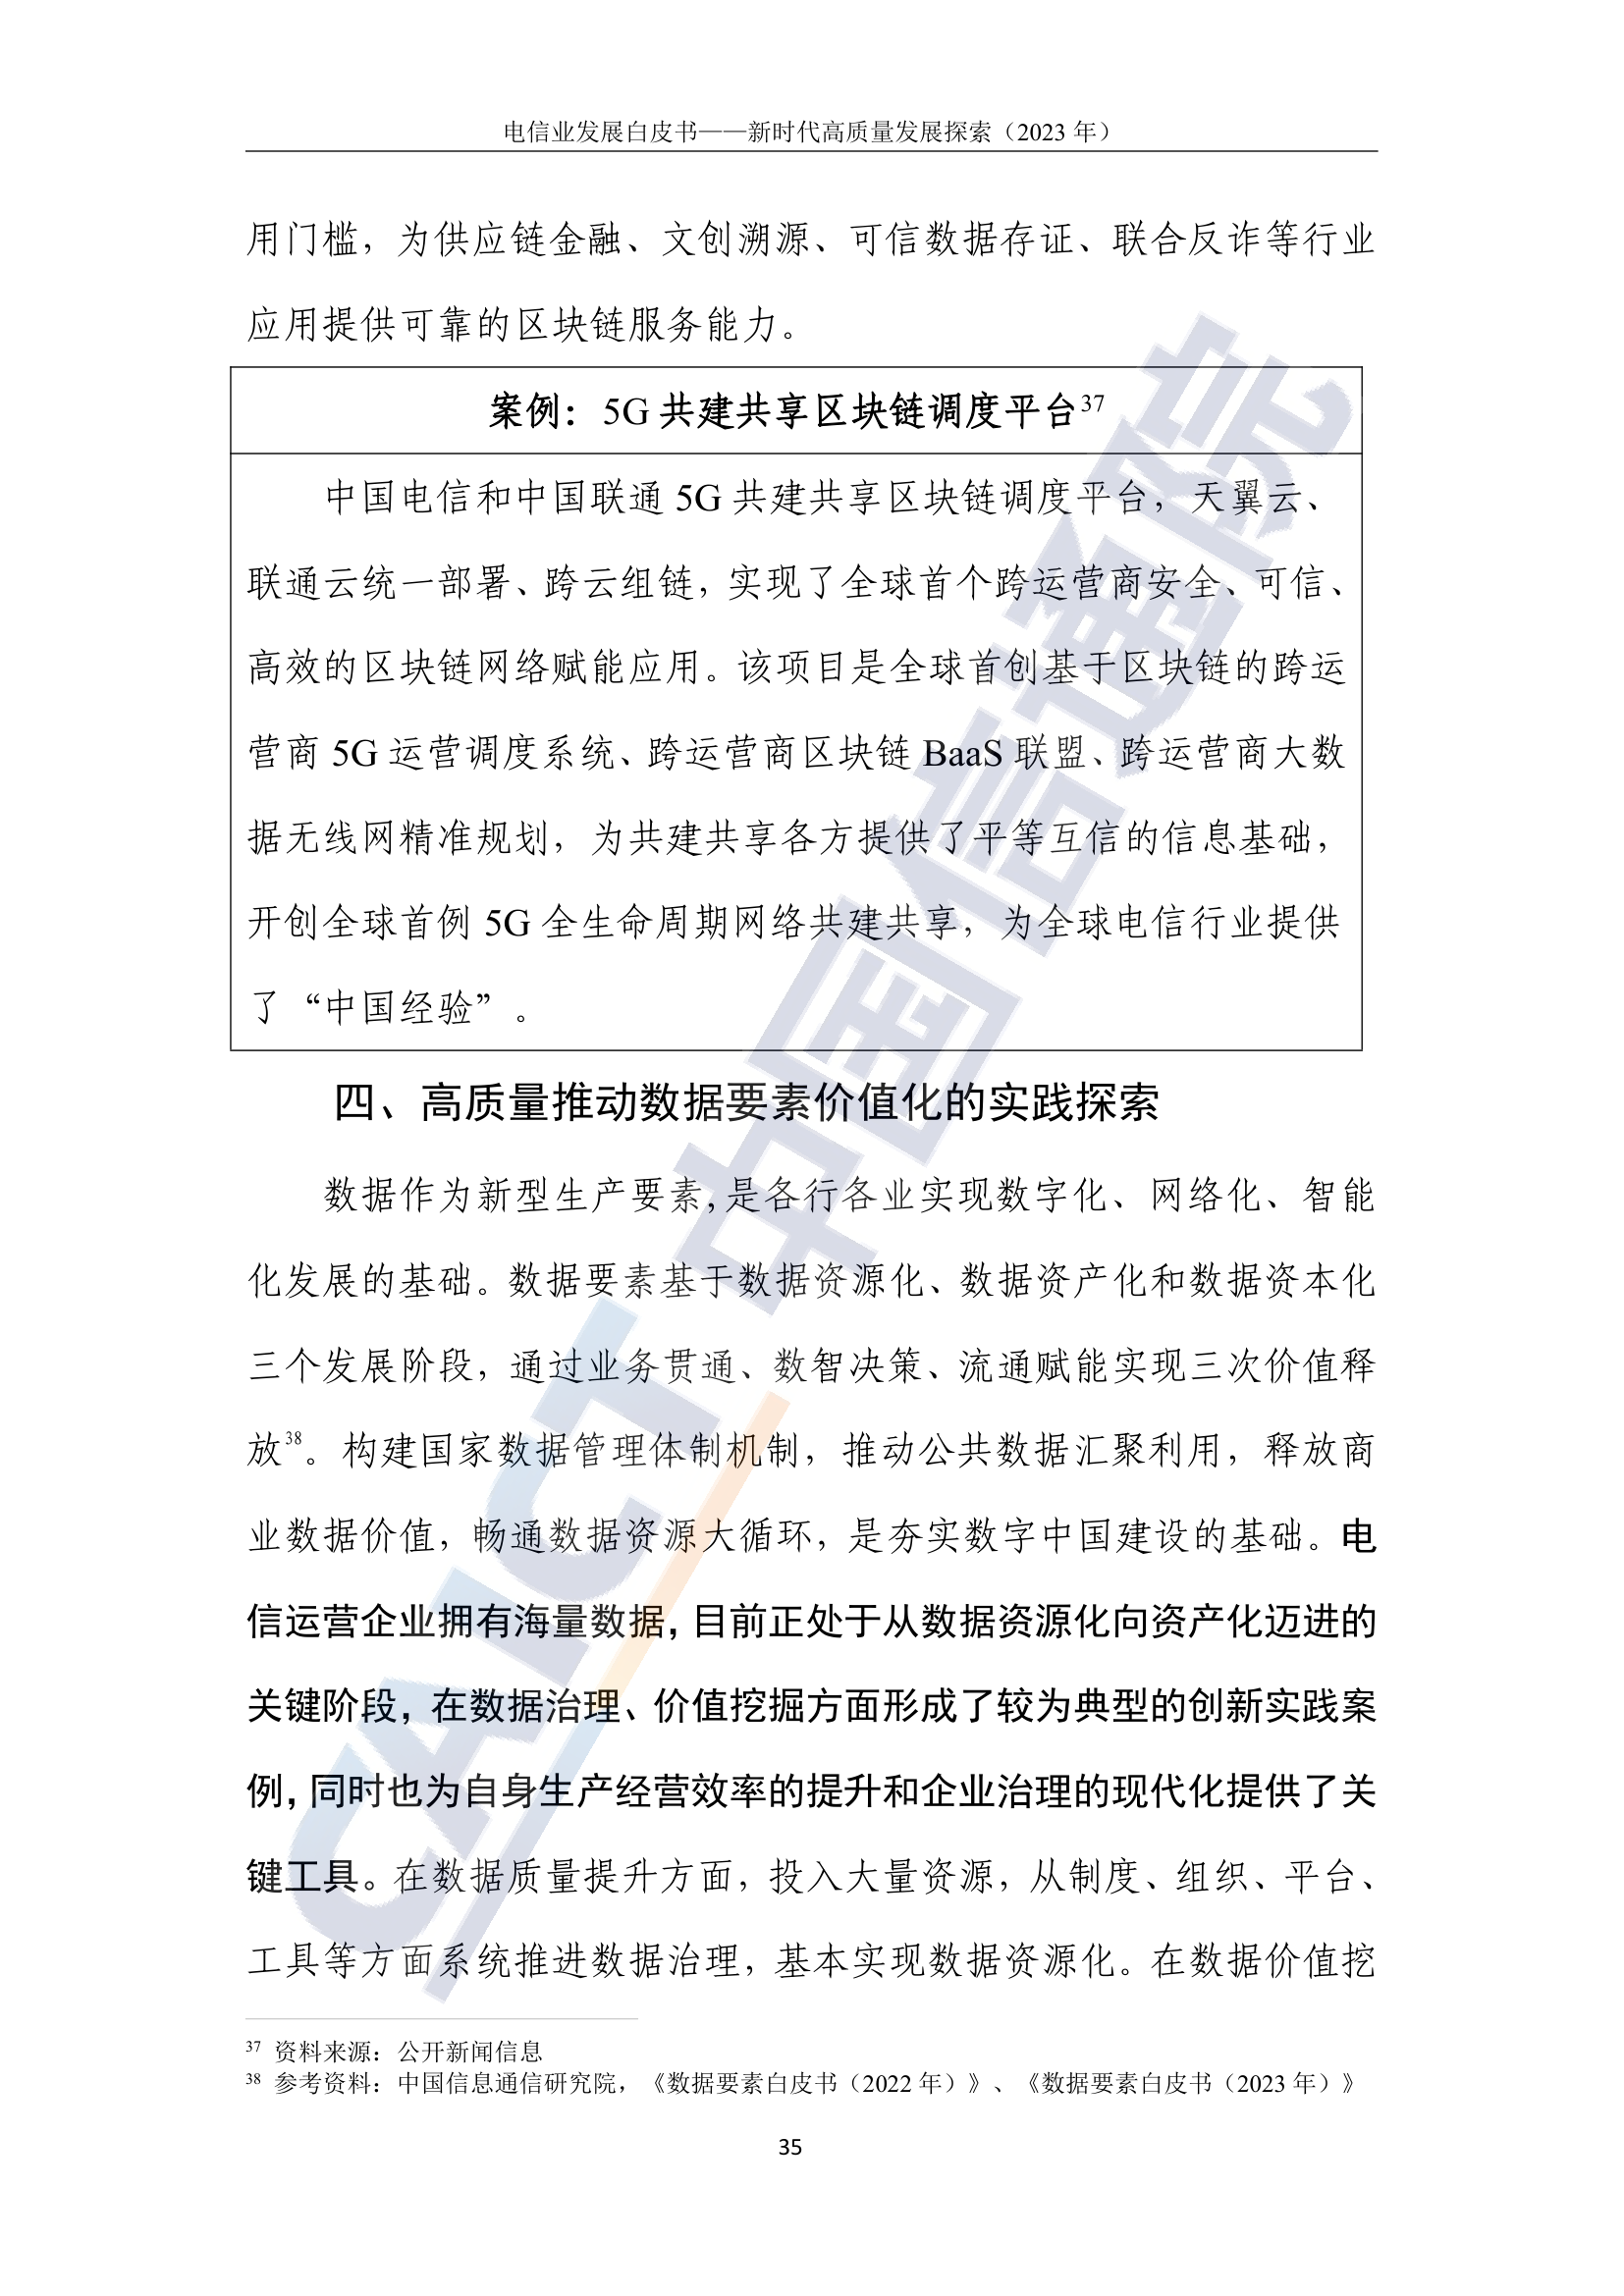 电信业发展白皮书——新时代高质量发展探索（2023 年）
用门槛，为供应链金融、文创溯源、可信数据存证、联合反诈等行业
应用提供可靠的区块链服务能力。
案例：5G 共建共享区块链调度平台37
中国电信和中国联通 5G 共建共享区块链调度平台，天翼云、
联通云统一部署、跨云组链，实现了全球首个跨运营商安全、可信、
高效的区块链网络赋能应用。该项目是全球首创基于区块链的跨运
营商 5G 运营调度系统、跨运营商区块链 BaaS 联盟、跨运营商大数
据无线网精准规划，为共建共享各方提供了平等互信的信息基础，
开创全球首例 5G 全生命周期网络共建共享，为全球电信行业提供
了“中国经验”。
四、高质量推动数据要素价值化的实践探索
数据作为新型生产要素，是各行各业实现数字化、网络化、智能
化发展的基础。数据要素基于数据资源化、数据资产化和数据资本化
三个发展阶段，通过业务贯通、数智决策、流通赋能实现三次价值释
放38。构建国家数据管理体制机制，推动公共数据汇聚利用，释放商
业数据价值，畅通数据资源大循环，是夯实数字中国建设的基础。电
信运营企业拥有海量数据，目前正处于从数据资源化向资产化迈进的
关键阶段，在数据治理、价值挖掘方面形成了较为典型的创新实践案
例，同时也为自身生产经营效率的提升和企业治理的现代化提供了关
键工具。在数据质量提升方面，投入大量资源，从制度、组织、平台、
工具等方面系统推进数据治理，基本实现数据资源化。在数据价值挖
37 资料来源：公开新闻信息
38 参考资料：中国信息通信研究院，《数据要素白皮书（2022 年）》、《数据要素白皮书（2023 年）》
35
CAICT 中国信通院